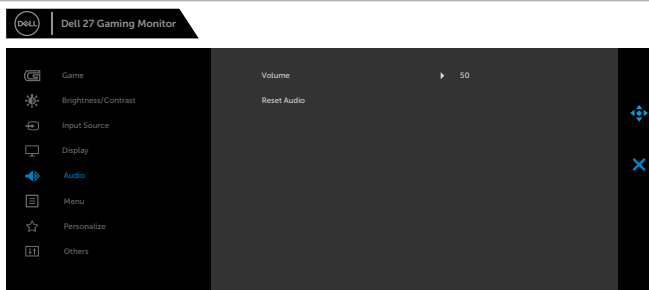 DELL
Dell 27 Gaming Monitor
Game
Volume 50
Brightness/Contrast
Reset Audio
Input Source
Display
Audio
Menu
Personalize
Others